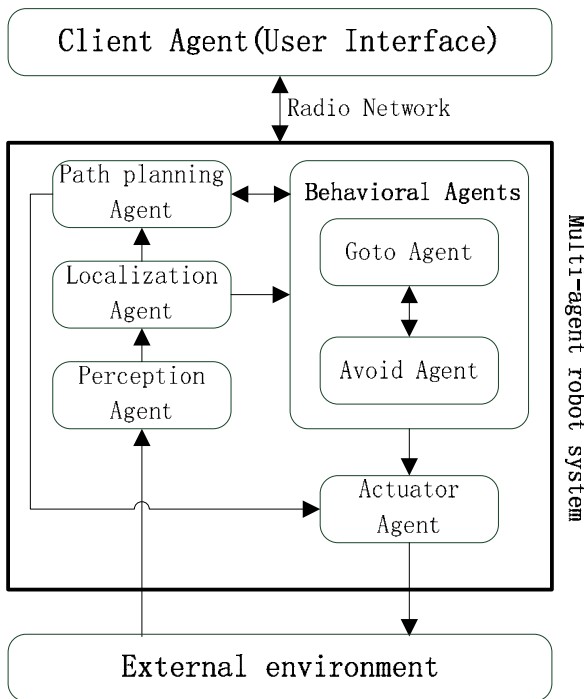 Client Agent(User Interface)
Radio Network
Path planning
Agent
Behavioral Agents
Goto Agent
Localization
Agent
Avoid Agent
Perception
Agent
Actuator
Agent
Multi-agent robot system
External environment